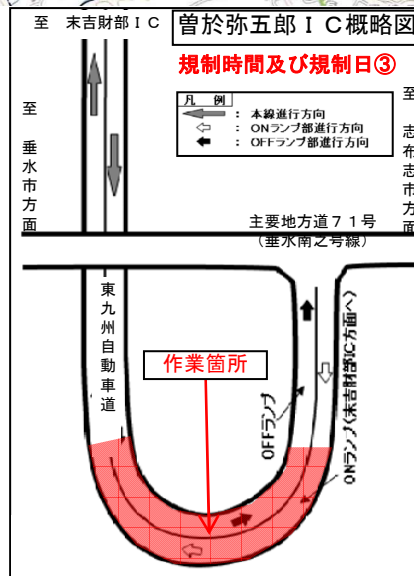 至 末吉財部IC
曽於弥五郎IC概略図
規制時間及び規制日③
凡 例
: 本線進行方向
: ONランプ部進行方向
: OFFランプ部進行方向
至 垂水市方面
至 志布志市方面
主要地方道71号
(垂水南之号線)
東九州自動車道
作業箇所
OFFランプ
ONランプ(末吉財部IC方面へ)